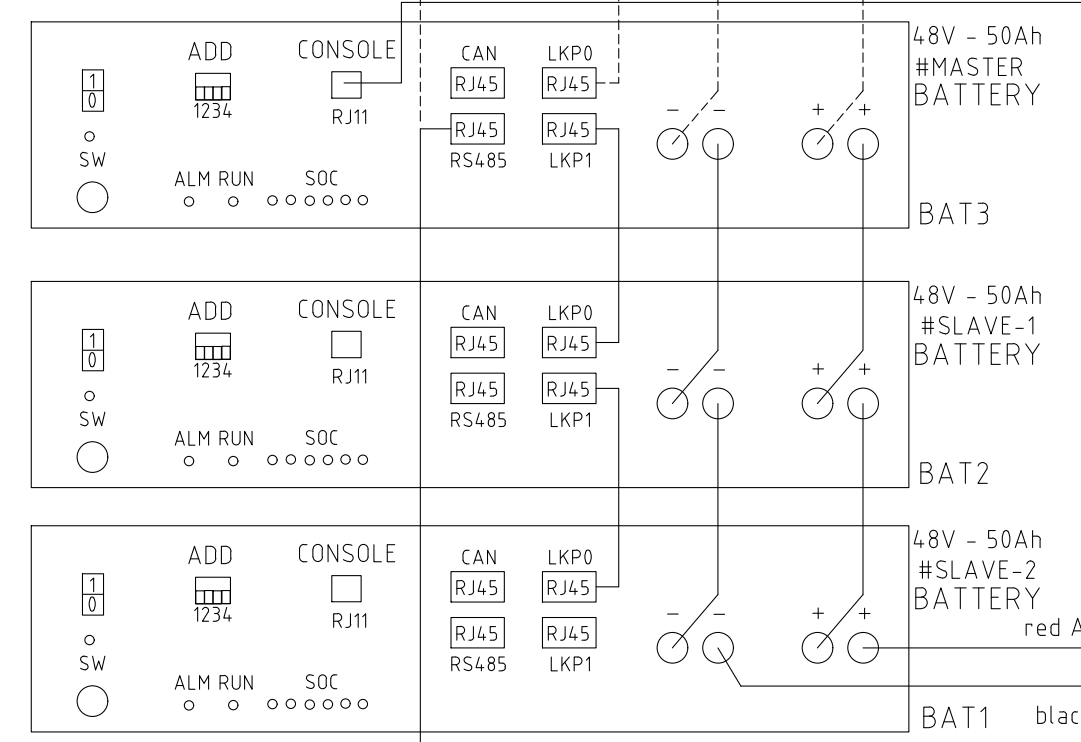 48V - 50Ah
#MASTER
BATTERY
ADD
CONSOLE
CAN
LKP0
1
0
RJ45
RJ45
1234
RJ11
- -
+ +
RJ45
RJ45
SW
RS485
LKP1
ALM RUN
SOC
BAT3
48V - 50Ah
#SLAVE-1
BATTERY
ADD
CONSOLE
CAN
LKP0
1
0
RJ45
RJ45
1234
RJ11
- -
+ +
RJ45
RJ45
SW
RS485
LKP1
ALM RUN
SOC
BAT2
48V - 50Ah
#SLAVE-2
BATTERY
ADD
CONSOLE
CAN
LKP0
1
0
RJ45
RJ45
1234
RJ11
- -
+ +
red A
RJ45
RJ45
SW
RS485
LKP1
ALM RUN
SOC
BAT1
blac